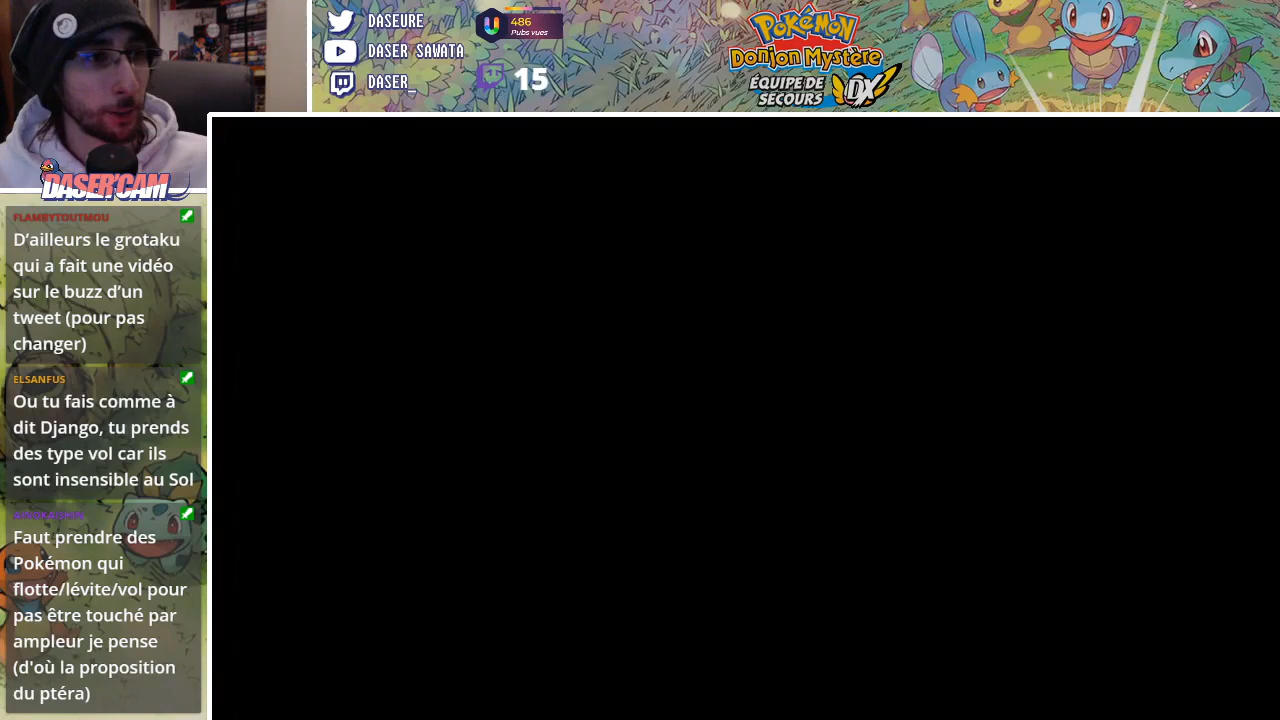 DASEURE
DASER SAWATA
DASER_
486
Pubs vues
15
POKéMON
Donjon Mystère
ÉQUIPE DE
SECOURS DX
DASER'CAM
FLAMBYTOUTMOU
D'ailleurs le grotaku
qui a fait une vidéo
sur le buzz d'un
tweet (pour pas
changer)
ELSANFUS
Ou tu fais comme à
dit Django, tu prends
des type vol car ils
sont insensible au Sol
Faut prendre des
Pokémon qui
flotte/lévite/vol pour
pas être touché par
ampleur je pense
(d'où la proposition
du ptéra)